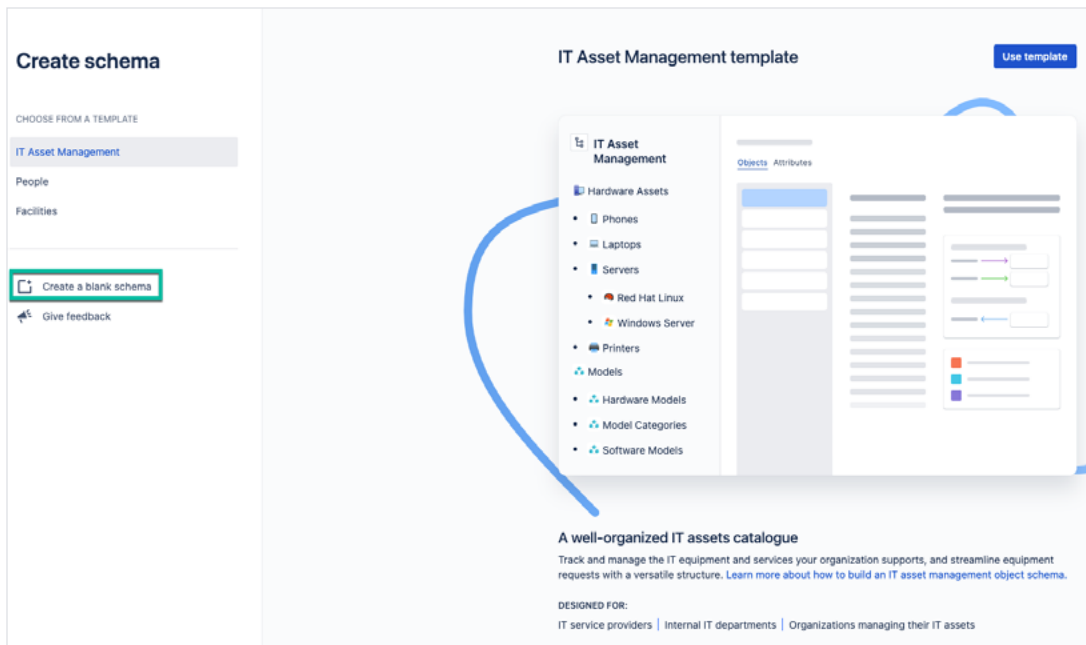 Create schema
CHOOSE FROM A TEMPLATE
IT Asset Management
People
Facilities
Create a blank schema
Give feedback
IT Asset Management template
Use template
IT Asset
Management
Hardware Assets
Phones
Laptops
Servers
Red Hat Linux
Windows Server
Printers
Models
Hardware Models
Model Categories
Software Models
Objects Attributes
A well-organized IT assets catalogue
Track and manage the IT equipment and services your organization supports, and streamline equipment
requests with a versatile structure. Learn more about how to build an IT asset management object schema.
DESIGNED FOR:
IT service providers | Internal IT departments | Organizations managing their IT assets